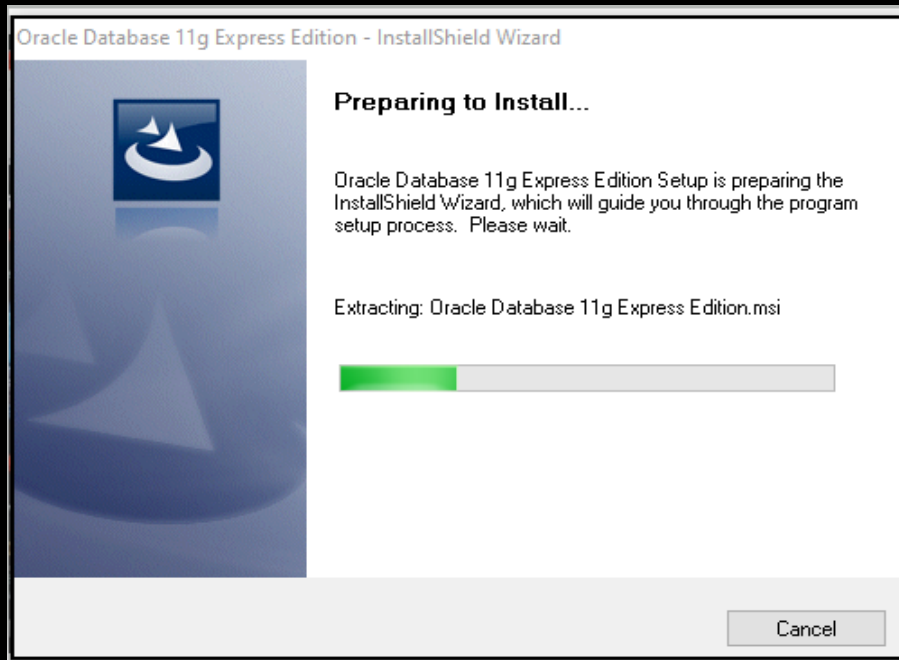 Oracle Database 11g Express Edition - InstallShield Wizard
Preparing to Install...
Oracle Database 11g Express Edition Setup is preparing the
InstallShield Wizard, which will guide you through the program
setup process.  Please wait.
Extracting: Oracle Database 11g Express Edition.msi
Cancel